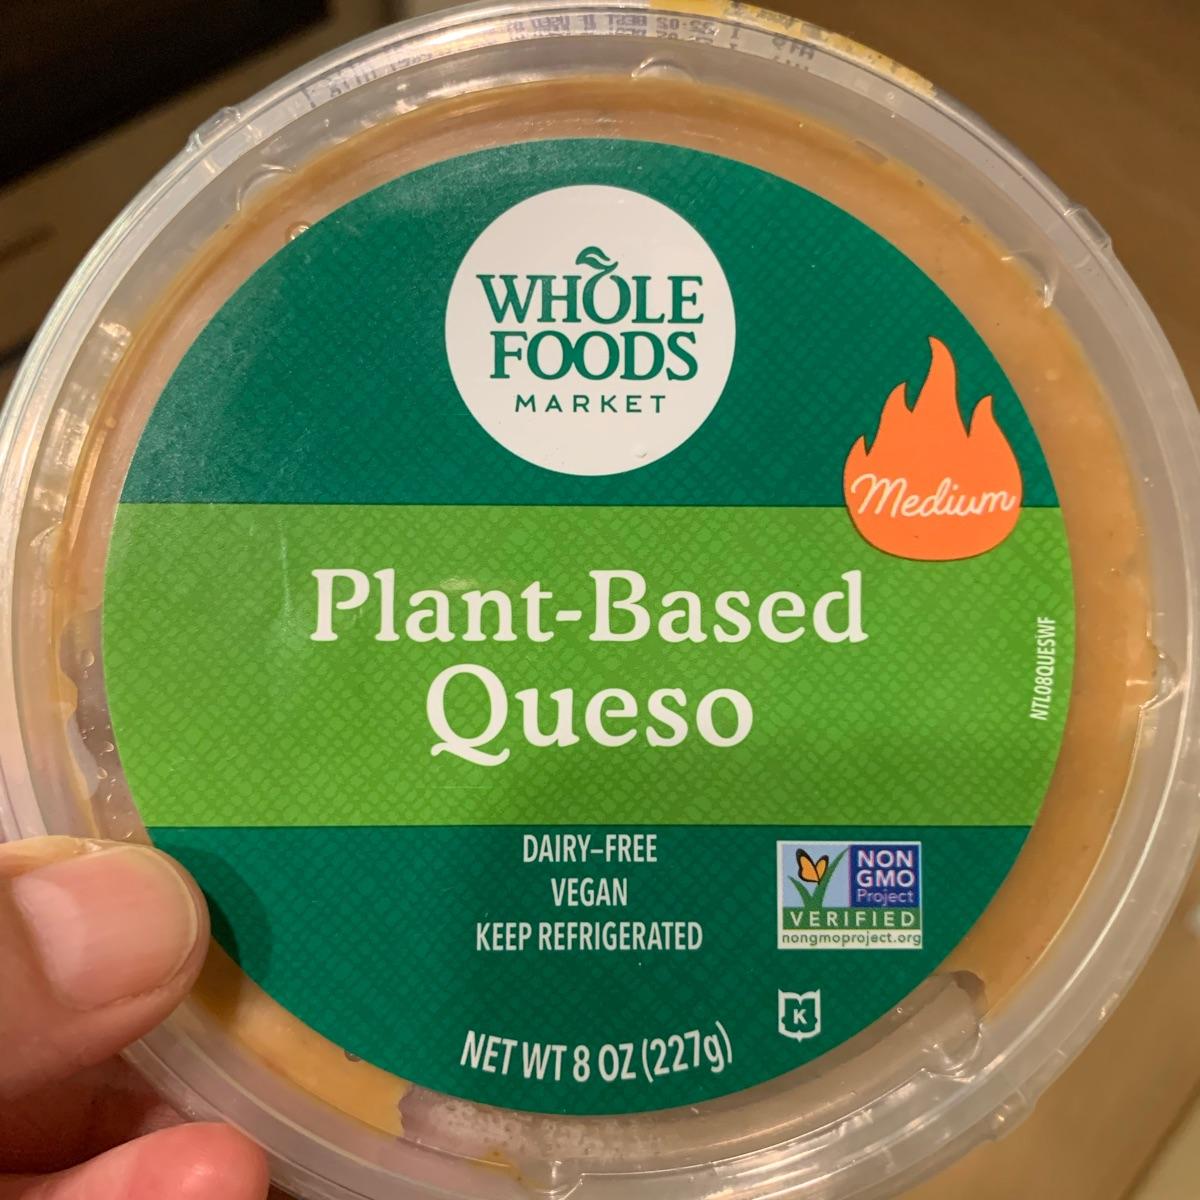 WHOLE
FOODS
MARKET
Medium
Plant-Based
Queso
NTL08QUESWF
DAIRY–FREE
VEGAN
KEEP REFRIGERATED
NON
GMO
Project
VERIFIED
nongmoproject.org
K
NET WT 8 OZ (227g)